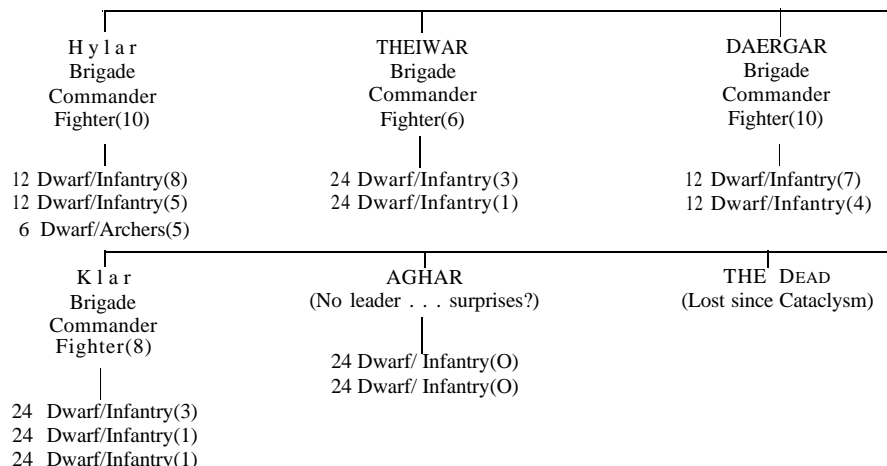 Hylar
Brigade
Commander
Fighter(10)
12 Dwarf/Infantry(8)
12 Dwarf/Infantry(5)
6 Dwarf/Archers(5)
THEIWAR
Brigade
Commander
Fighter(6)
24 Dwarf/Infantry(3)
24 Dwarf/Infantry(1)
DAERGAR
Brigade
Commander
Fighter(10)
12 Dwarf/Infantry(7)
12 Dwarf/Infantry(4)
Klar
Brigade
Commander
Fighter(8)
24 Dwarf/Infantry(3)
24 Dwarf/Infantry(1)
24 Dwarf/Infantry(1)
AGHAR
(No leader . . . surprises?)
24 Dwarf/ Infantry(O)
24 Dwarf/ Infantry(O)
THE DEAD
(Lost since Cataclysm)